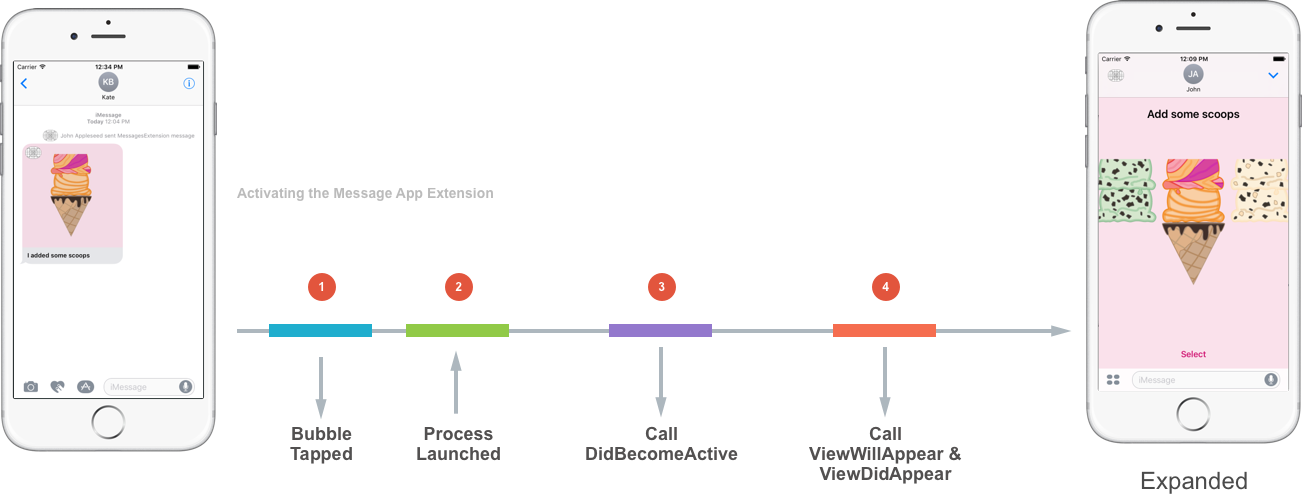 Carrier 12:34 PM
KB
Kate
iMessage
Today 12:04 PM
John Appleseed sent MessagesExtension message
I added some scoops
iMessage
Activating the Message App Extension
1
2
3
4
Bubble
Tapped
Process
Launched
Call
DidBecomeActive
Call
ViewWillAppear &
ViewDidAppear
Carrier 12:09 PM
JA
John
Add some scoops
Select
iMessage
Expanded